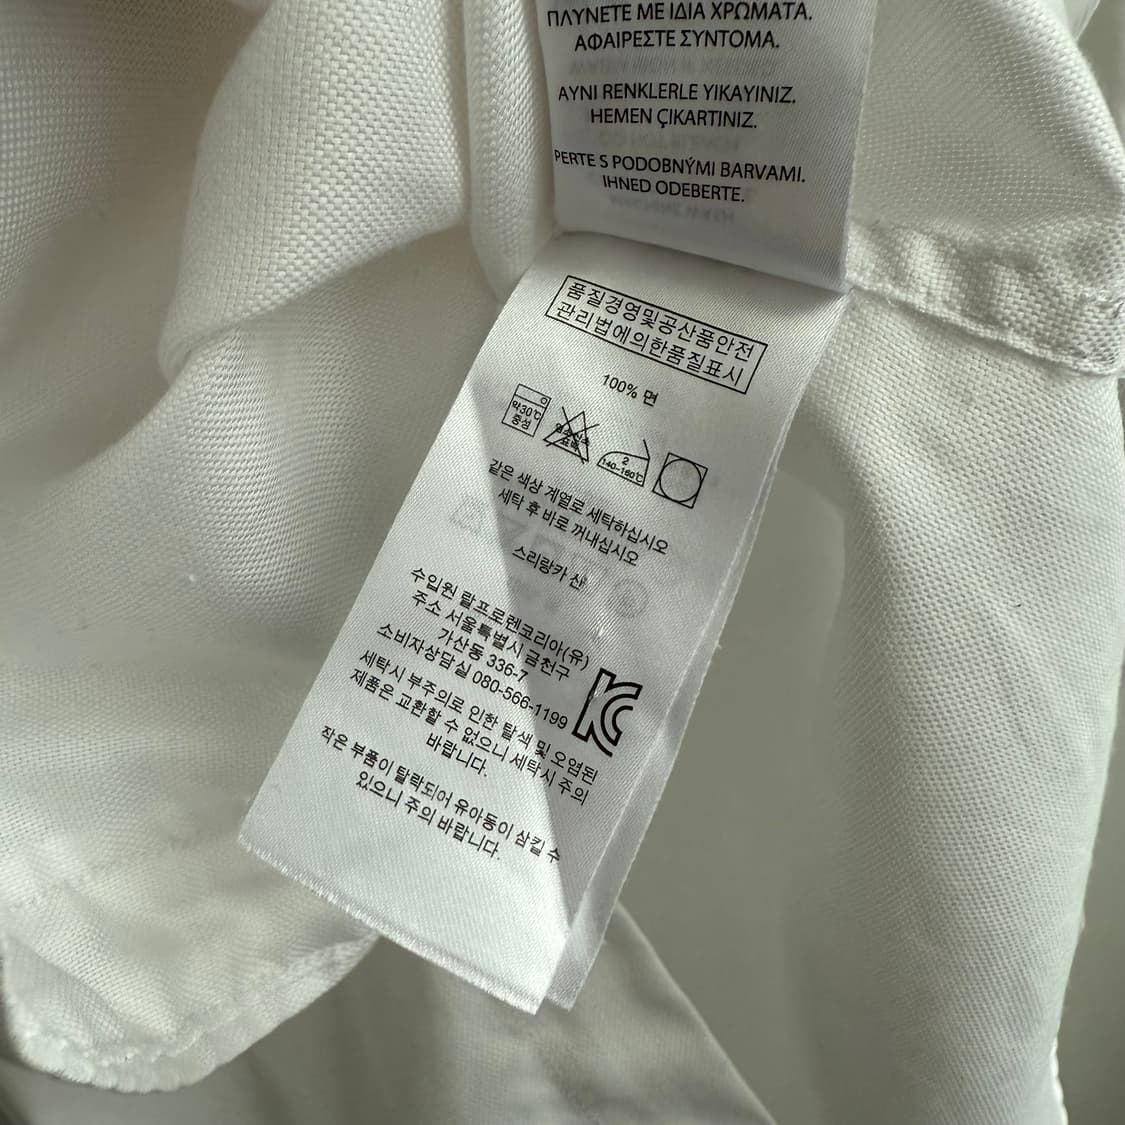 ΠΛΥΝΕΤΕ ΜΕ ΙΔΙΑ ΧΡΩΜΑΤΑ.
ΑΦΑΙΡΕΣΤΕ ΣΥΝΤΟΜΑ.
AYNI RENKLERLE YIKAYINIZ.
HEMEN ÇIKARTINIZ.
PERTE S PODOBNÝMI BARVAMI.
IHNED ODEBERTE.
품질경영및공산품안전
관리법에의한품질표시
100% 면
약30℃
중성
2
140~160℃
같은 색상 계열로 세탁하십시오
세탁 후 바로 꺼내십시오
스리랑카 산
수입원 랄프로렌코리아(유)
주소 서울특별시 금천구
가산동 336-7
소비자상담실 080-566-1199
세탁시 부주의로 인한 탈색 및 오염된
제품은 교환할 수 없으니 세탁시 주의
바랍니다.
작은 부품이 탈락되어 유아동이 삼킬 수
있으니 주의 바랍니다.